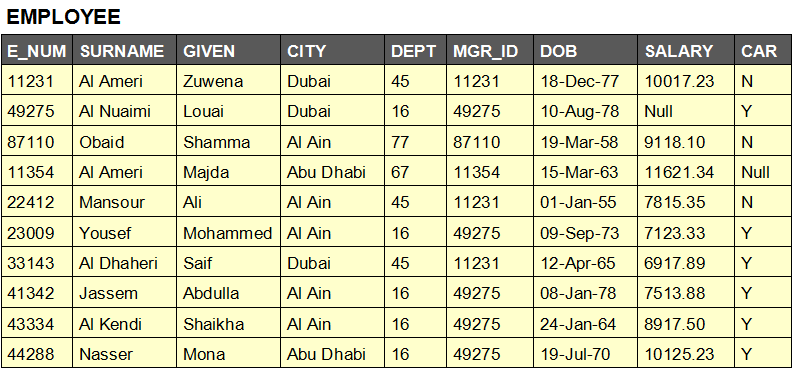 EMPLOYEE
E_NUM SURNAME GIVEN CITY DEPT MGR_ID DOB SALARY CAR
11231 Al Ameri Zuwena Dubai 45 11231 18-Dec-77 10017.23 N
49275 Al Nuaimi Louai Dubai 16 49275 10-Aug-78 Null Y
87110 Obaid Shamma Al Ain 77 87110 19-Mar-58 9118.10 N
11354 Al Ameri Majda Abu Dhabi 67 11354 15-Mar-63 11621.34 Null
22412 Mansour Ali Al Ain 45 11231 01-Jan-55 7815.35 N
23009 Yousef Mohammed Al Ain 16 49275 09-Sep-73 7123.33 Y
33143 Al Dhaheri Saif Dubai 45 11231 12-Apr-65 6917.89 Y
41342 Jassem Abdulla Al Ain 16 49275 08-Jan-78 7513.88 Y
43334 Al Kendi Shaikha Al Ain 16 49275 24-Jan-64 8917.50 Y
44288 Nasser Mona Abu Dhabi 16 49275 19-Jul-70 10125.23 Y